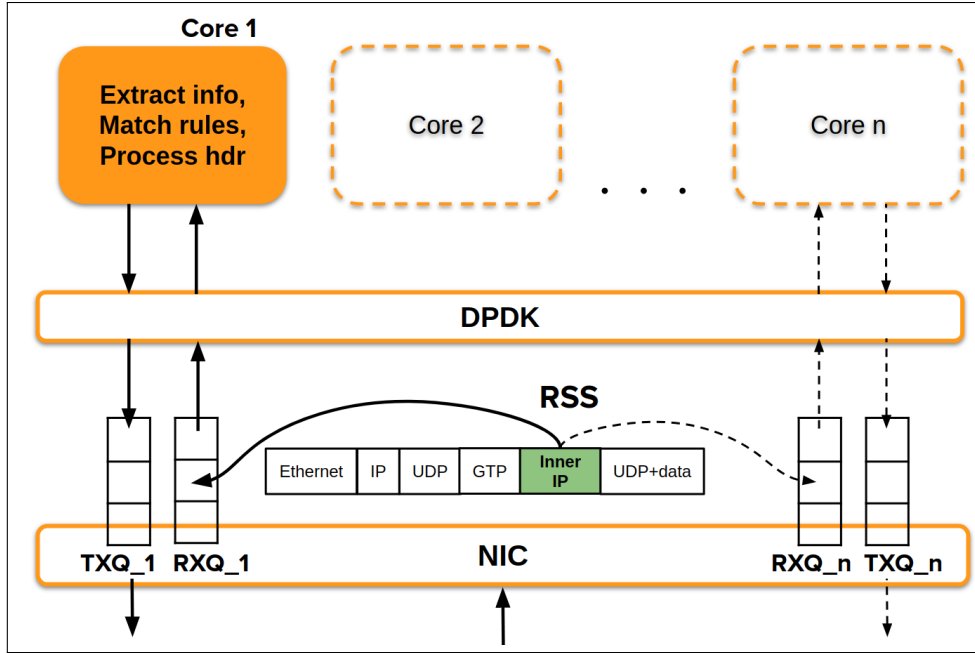 Core 1
Extract info,
Match rules,
Process hdr
Core 2
. . .
Core n
DPDK
RSS
Ethernet
IP
UDP
GTP
Inner
IP
UDP+data
TXQ_1
RXQ_1
NIC
RXQ_n
TXQ_n